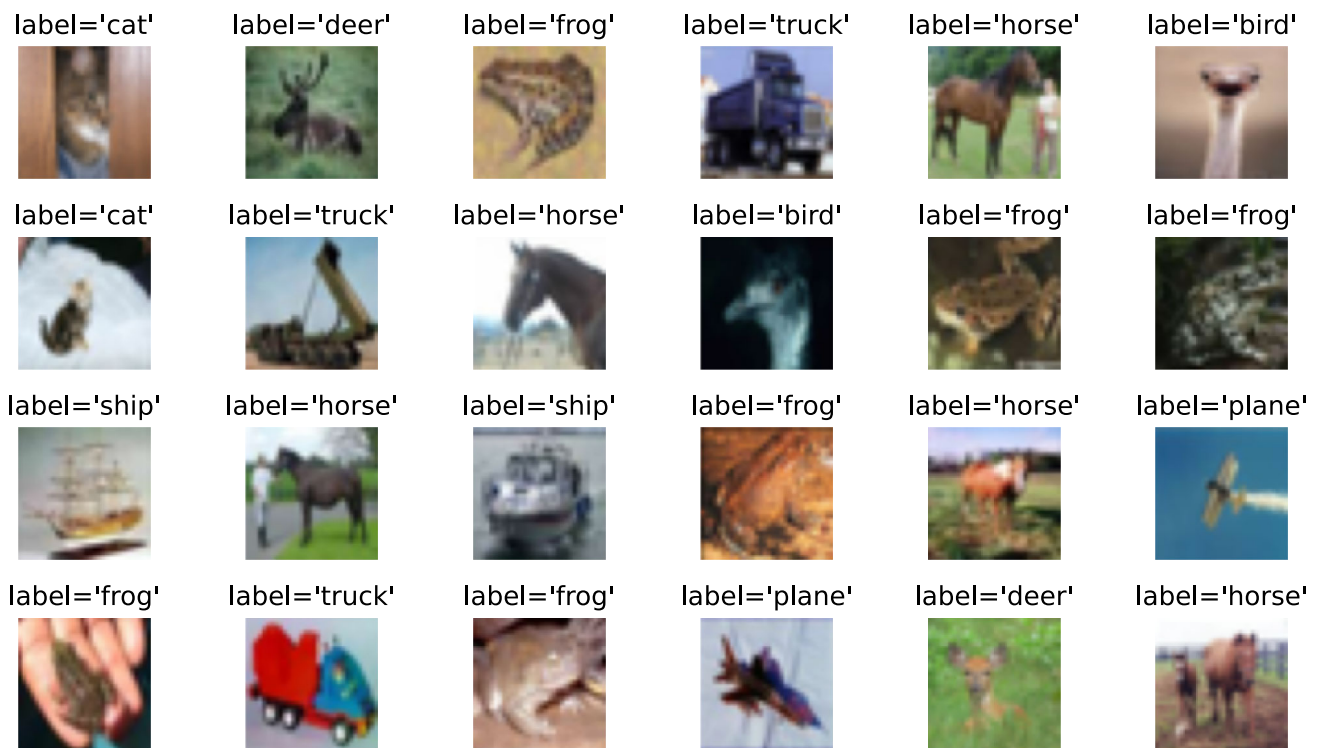 label='cat' label='deer' label='frog' label='truck' label='horse' label='bird'
label='cat' label='truck' label='horse' label='bird' label='frog' label='frog'
label='ship' label='horse' label='ship' label='frog' label='horse' label='plane'
label='frog' label='truck' label='frog' label='plane' label='deer' label='horse'